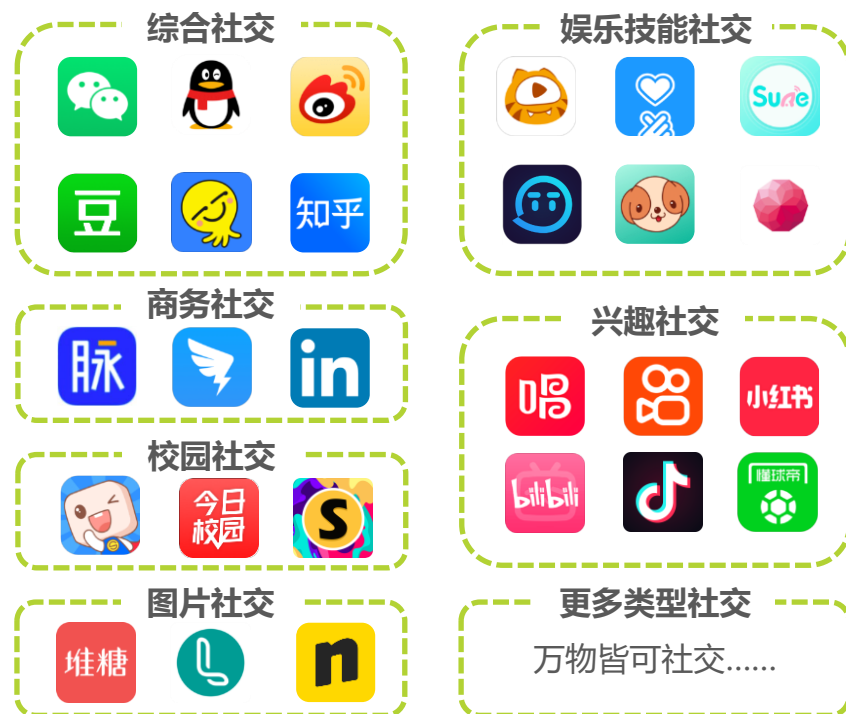 综合社交
豆
知乎
商务社交
脉
in
校园社交
今日
校园
S
图片社交
堆糖
n
娱乐技能社交
Sune
兴趣社交
唱
小红书
bilibili
懂球帝
更多类型社交
万物皆可社交......